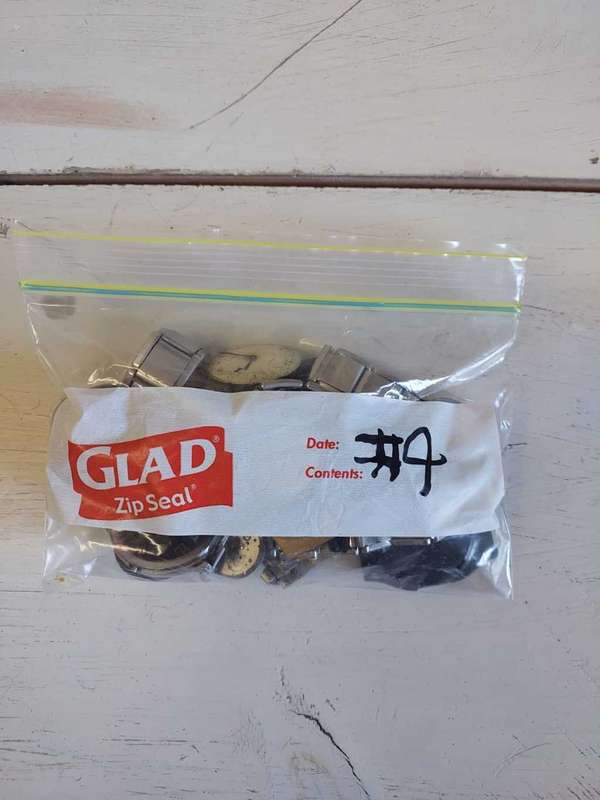 GLAD®
Zip Seal®
Date:
Contents:
#4